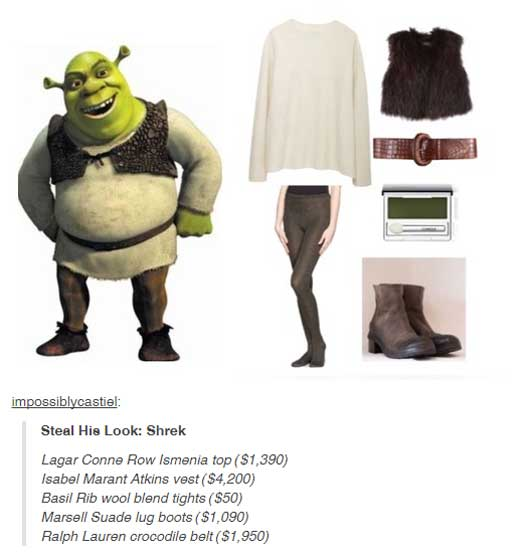 impossiblycastiel:
Steal His Look: Shrek
Lagar Conne Row Ismenia top ($1,390)
Isabel Marant Atkins vest ($4,200)
Basil Rib wool blend tights ($50)
Marsell Suade lug boots ($1,090)
Ralph Lauren crocodile belt ($1,950)